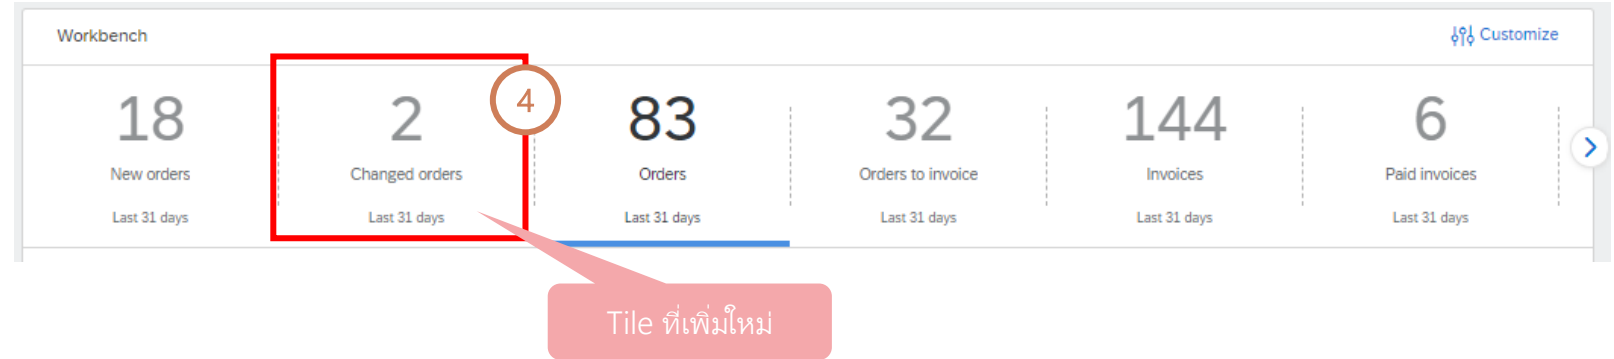 Workbench
Customize
18
2
4
83
32
144
6
New orders
Changed orders
Orders
Orders to invoice
Invoices
Paid invoices
Last 31 days
Last 31 days
Last 31 days
Last 31 days
Last 31 days
Last 31 days
Tile ที่เพิ่มใหม่